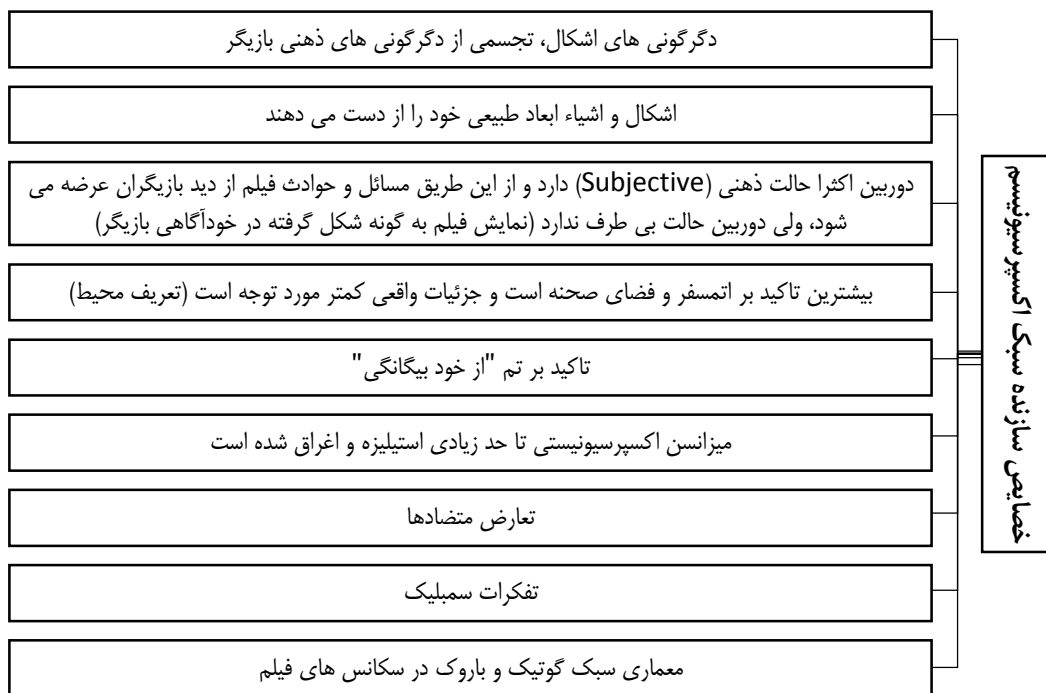 خصایص سازنده سبک اکسپرسیونیسم
دگرگونی های اشکال، تجسمی از دگرگونی های ذهنی بازیگر
اشکال و اشیاء ابعاد طبیعی خود را از دست می دهند
دوربین اکثرا حالت ذهنی (Subjective) دارد و از این طریق مسائل و حوادث فیلم از دید بازیگران عرضه می
شود، ولی دوربین حالت بی طرف ندارد (نمایش فیلم به گونه شکل گرفته در خودآگاهی بازیگر)
بیشترین تاکید بر اتمسفر و فضای صحنه است و جزئیات واقعی کمتر مورد توجه است (تعریف محیط)
تاکید بر تم "از خود بیگانگی"
میزانسن اکسپرسیونیستی تا حد زیادی استیلیزه و اغراق شده است
تعارض متضادها
تفکرات سمبلیک
معماری سبک گوتیک و باروک در سکانس های فیلم